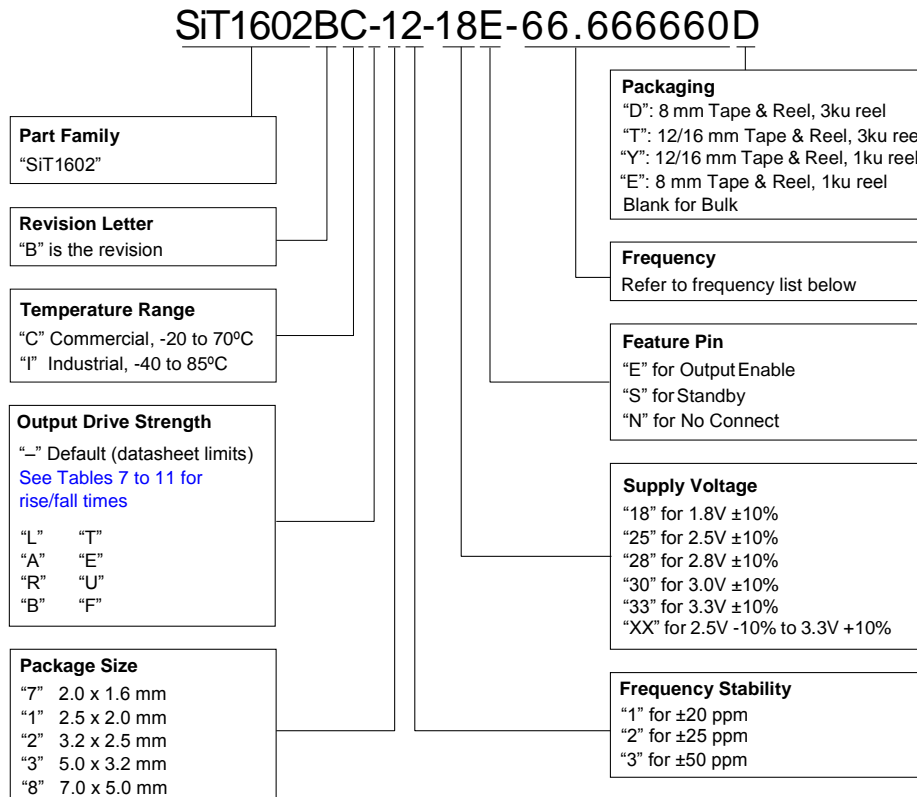 SiT1602BC-12-18E-66.666660D
Part Family
“SiT1602”
Revision Letter
“B” is the revision
Temperature Range
“C” Commercial, -20 to 70ºC
“I” Industrial, -40 to 85ºC
Output Drive Strength
“–” Default (datasheet limits)
See Tables 7 to 11 for
rise/fall times
“L” “T”
“A” “E”
“R” “U”
“B” “F”
Package Size
“7” 2.0 x 1.6 mm
“1” 2.5 x 2.0 mm
“2” 3.2 x 2.5 mm
“3” 5.0 x 3.2 mm
“8” 7.0 x 5.0 mm
Packaging
“D”: 8 mm Tape & Reel, 3ku reel
“T”: 12/16 mm Tape & Reel, 3ku reel
“Y”: 12/16 mm Tape & Reel, 1ku reel
“E”: 8 mm Tape & Reel, 1ku reel
Blank for Bulk
Frequency
Refer to frequency list below
Feature Pin
“E” for Output Enable
“S” for Standby
“N” for No Connect
Supply Voltage
“18” for 1.8V ±10%
“25” for 2.5V ±10%
“28” for 2.8V ±10%
“30” for 3.0V ±10%
“33” for 3.3V ±10%
“XX” for 2.5V -10% to 3.3V +10%
Frequency Stability
“1” for ±20 ppm
“2” for ±25 ppm
“3” for ±50 ppm